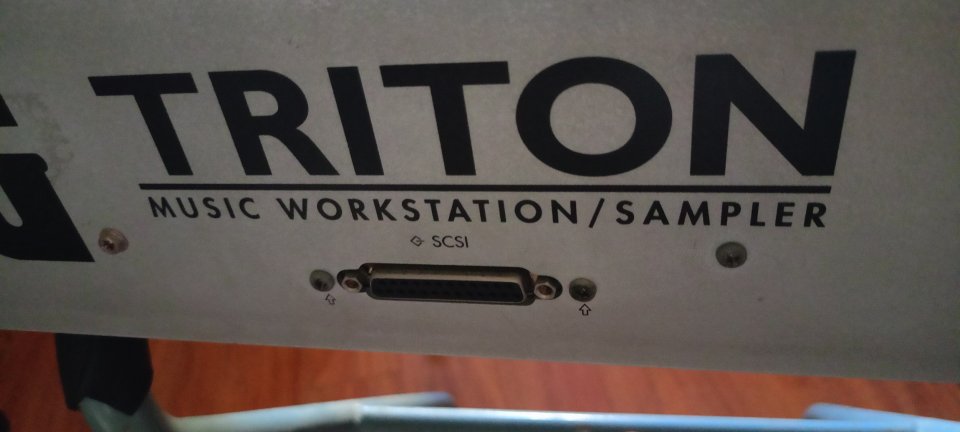 TRITON
MUSIC WORKSTATION/SAMPLER
SCSI